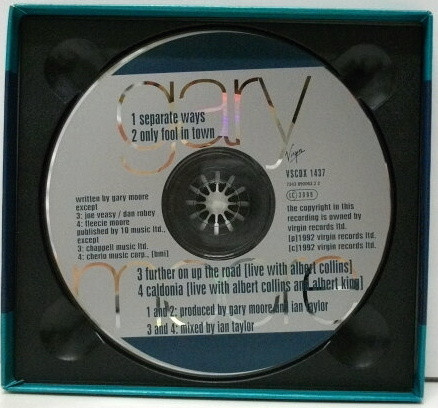 gary
1 separate ways
2 only fool in town
Virgin
VSCDX 1437
LC 3098
written by gary moore
except
3: joe veasy / dan robey
4: fleecie moore
published by 10 music ltd.,
except
3: chappell music ltd.
4: cherio music corp., [bmi]
the copyright in this
recording is owned by
virgin records ltd.
[p]1992 virgin records ltd.
[c]1992 virgin records ltd.
3 further on up the road [live with albert collins]
4 caldonia [live with albert collins and albert king]
moore
1 and 2: produced by gary moore and ian taylor
3 and 4: mixed by ian taylor